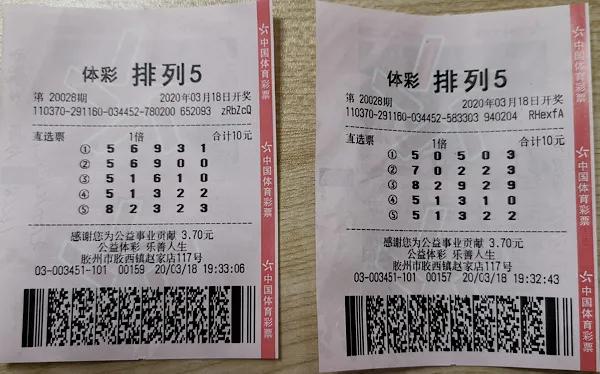 体彩 排列5
第 20028期 2020年03月18日开奖
110370-291160-034452-780200 652093 zRbZcQ
直选票 1倍 合计10元
① 5 6 9 3 1
② 5 6 9 0 0
③ 5 1 6 1 0
④ 5 1 3 2 2
⑤ 8 2 3 2 3
感谢您为公益事业贡献 3.70元
公益体彩 乐善人生
胶州市胶西镇赵家店117号
03-003451-101 00159 20/03/18 19:33:06
中国体育彩票
中国体育彩票
中国体育彩票
体彩 排列5
第 20028期 2020年03月18日开奖
110370-291160-034452-583303 940204 RHexfA
直选票 1倍 合计10元
① 5 0 5 0 3
② 7 0 2 2 3
③ 8 2 9 2 9
④ 5 1 3 1 0
⑤ 5 1 3 2 2
感谢您为公益事业贡献 3.70元
公益体彩 乐善人生
胶州市胶西镇赵家店117号
03-003451-101 00157 20/03/18 19:32:43
中国体育彩票
中国体育彩票
中国体育彩票